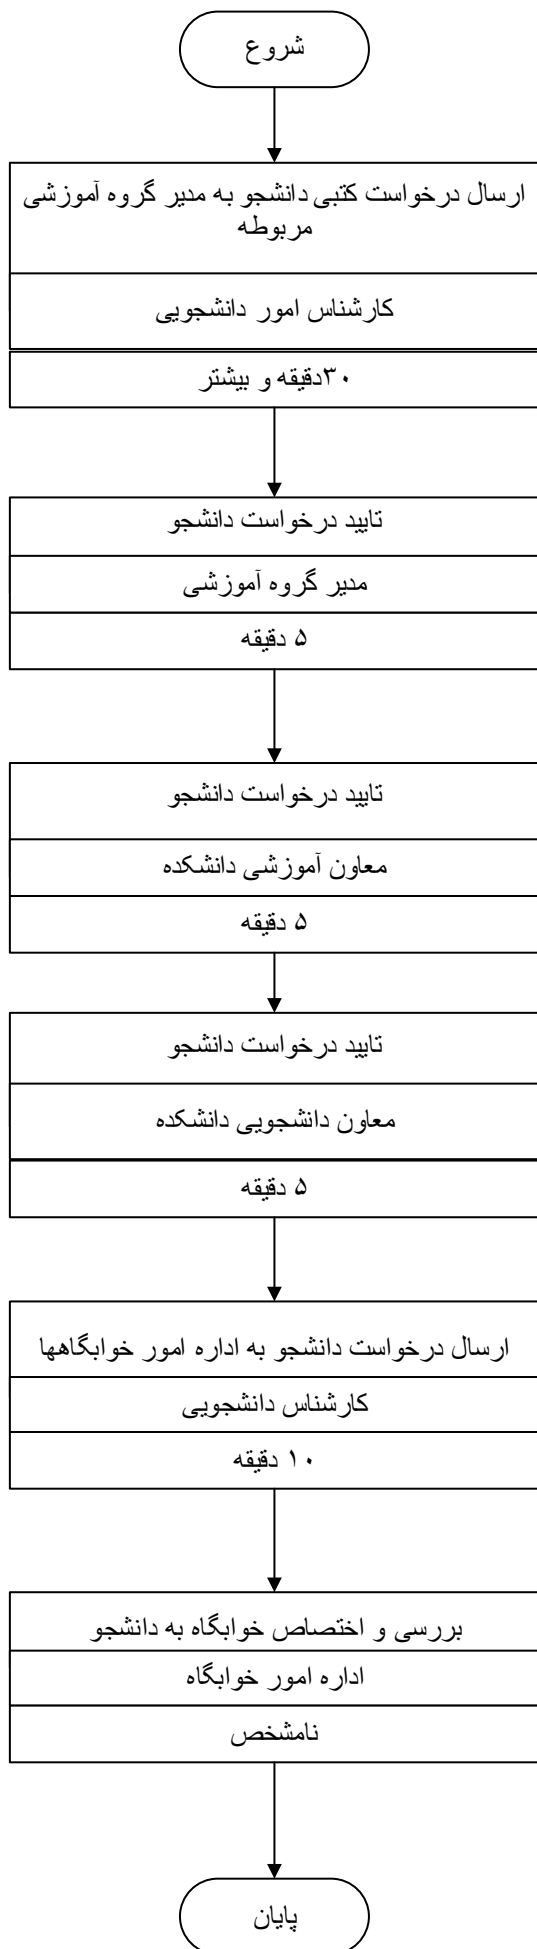 شروع
ارسال درخواست کتبی دانشجو به مدیر گروه آموزشی
مربوطه
کارشناس امور دانشجویی
۳۰دقیقه و بیشتر
تایید درخواست دانشجو
مدیر گروه آموزشی
۵ دقیقه
تایید درخواست دانشجو
معاون آموزشی دانشکده
۵ دقیقه
تایید درخواست دانشجو
معاون دانشجویی دانشکده
۵ دقیقه
ارسال درخواست دانشجو به اداره امور خوابگاهها
کارشناس دانشجویی
۱۰ دقیقه
بررسی و اختصاص خوابگاه به دانشجو
اداره امور خوابگاه
نامشخص
پایان